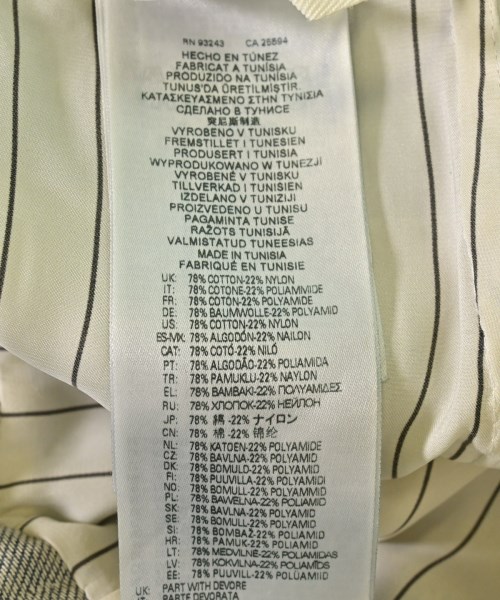 RN 93243 CA 25594
HECHO EN TÚNEZ
FABRICAT A TUNÍSIA
PRODUZIDO NA TUNÍSIA
TUNUS'DA ÜRETİLMİŞTİR.
ΚΑΤΑΣΚΕΥΑΣΜΕΝΟ ΣΤΗΝ ΤΥΝΙΣΙΑ
СДЕЛАНО В ТУНИСЕ
突尼斯制造
VYROBENO V TUNISKU
FREMSTILLET I TUNESIEN
PRODUSERT I TUNISIA
WYPRODUKOWANO W TUNEZJI
VYROBENÉ V TUNISKU
TILLVERKAD I TUNISIEN
IZDELANO V TUNIZIJI
PROIZVEDENO U TUNISU
PAGAMINTA TUNISE
RAŽOTS TUNISIJĀ
VALMISTATUD TUNEESIAS
MADE IN TUNISIA
FABRIQUÉ EN TUNISIE
UK: 78% COTTON-22% NYLON
IT: 78% COTONE-22% POLIAMMIDE
FR: 78% COTON-22% POLYAMIDE
DE: 78% BAUMWOLLE-22% POLYAMID
US: 78% COTTON-22% NYLON
ES-MX: 78% ALGODÓN-22% NAILON
CAT: 78% COTÓ-22% NILÓ
PT: 78% ALGODÃO-22% POLIAMIDA
TR: 78% PAMUKLU-22% NAYLON
EL: 78% ΒΑΜΒΑΚΙ-22% ΠΟΛΥΑΜΙΔΕΣ
RU: 78% ХЛОПОК-22% НЕЙЛОН
JP: 78% 綿 -22% ナイロン
CN: 78% 棉 -22% 锦纶
NL: 78% KATOEN-22% POLYAMIDE
CZ: 78% BAVLNA-22% POLYAMID
DK: 78% BOMULD-22% POLYAMID
FI: 78% PUUVILLA-22% POLYAMIDI
NO: 78% BOMULL-22% POLYAMID
PL: 78% BAWEŁNA-22% POLYAMID
SK: 78% BAVLNA-22% POLYAMID
SE: 78% BOMULL-22% POLYAMID
SI: 78% BOMBAŽ-22% POLIAMID
HR: 78% PAMUK-22% POLIAMID
LT: 78% MEDVILNĖ-22% POLIAMIDAS
LV: 78% KOKVILNA-22% POLIAMĪDS
EE: 78% PUUVILL-22% POLÜAMIID
UK: PART WITH DEVORE
IT: PARTE DEVORATA